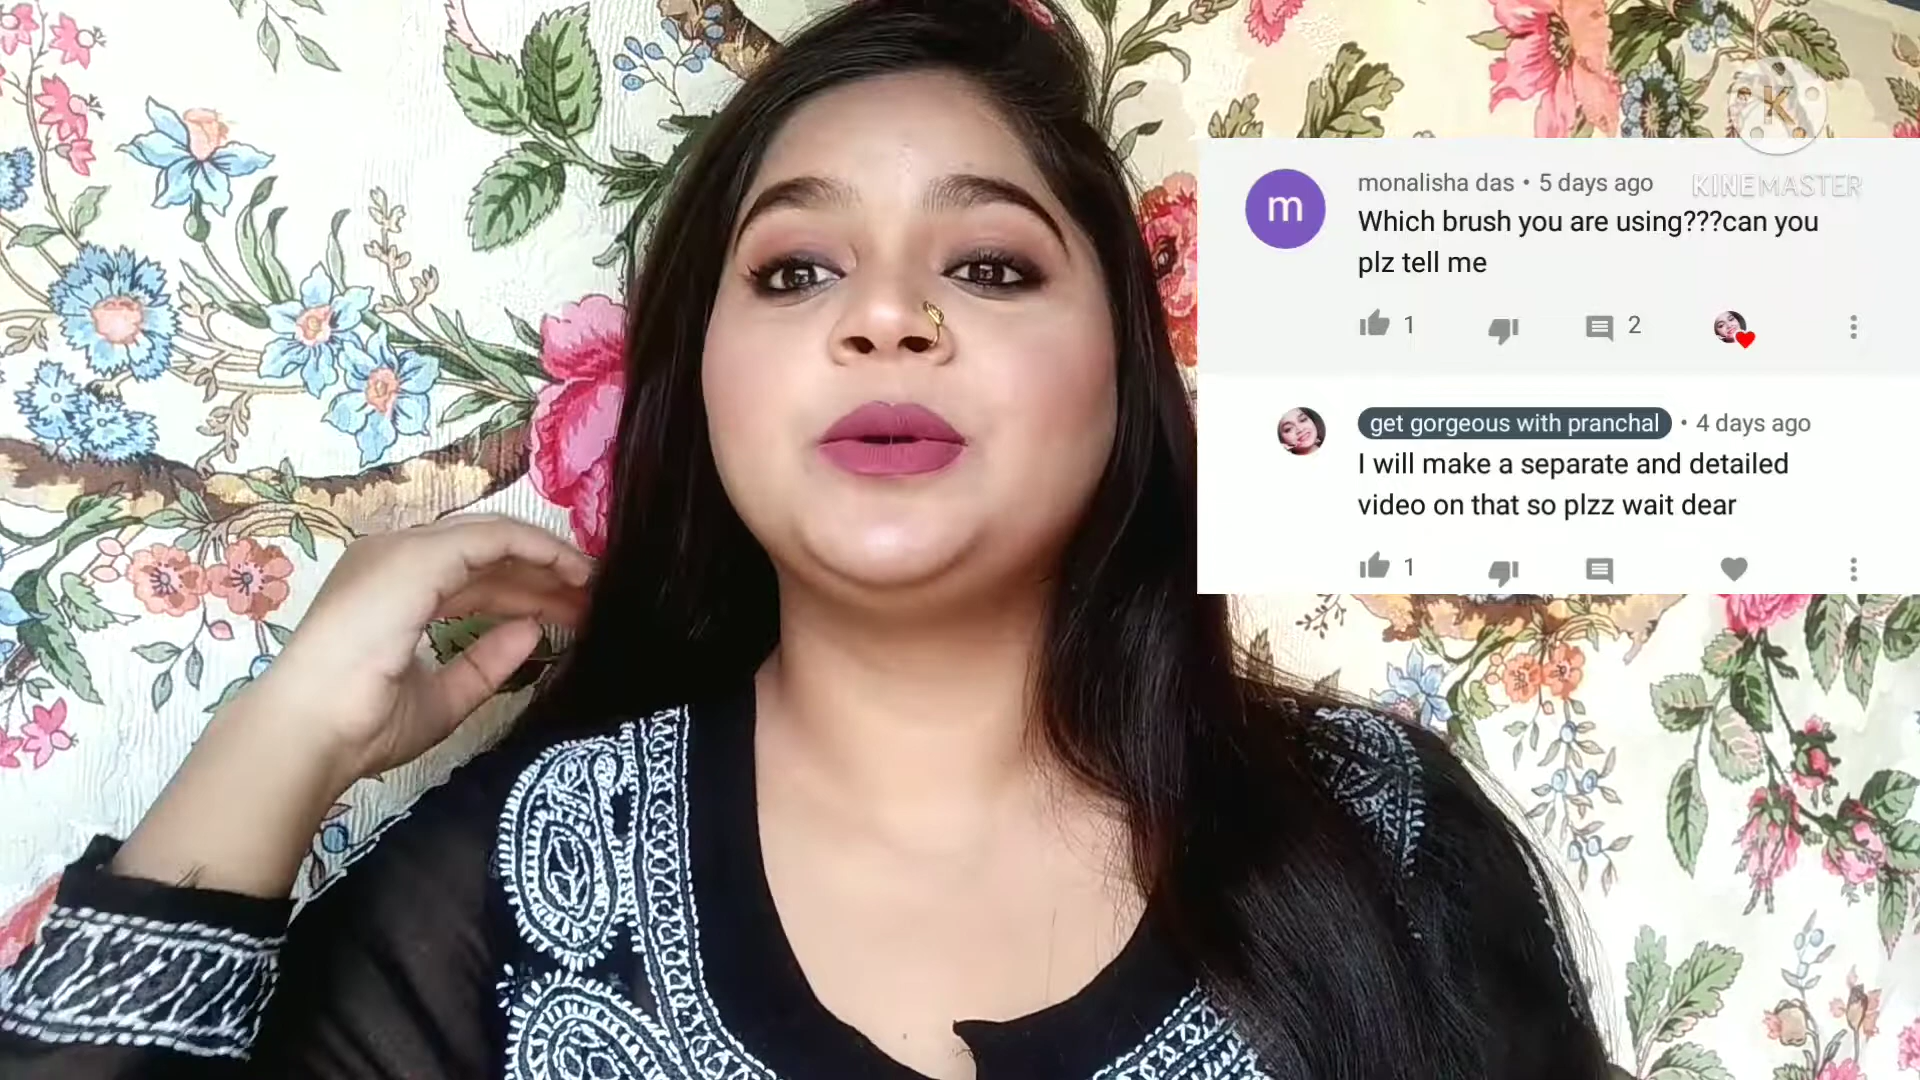 K
KINEMASTER
m
monalisha das • 5 days ago
Which brush you are using???can you
plz tell me
1
2
get gorgeous with pranchal • 4 days ago
I will make a separate and detailed
video on that so plzz wait dear
1